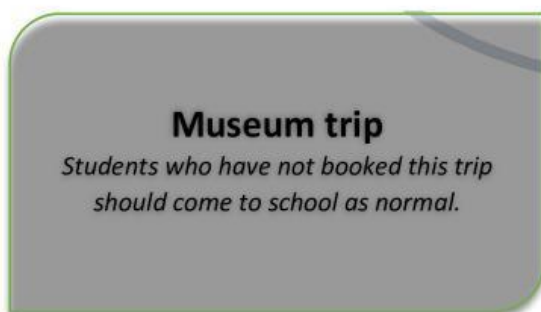 Museum trip
Students who have not booked this trip
should come to school as normal.